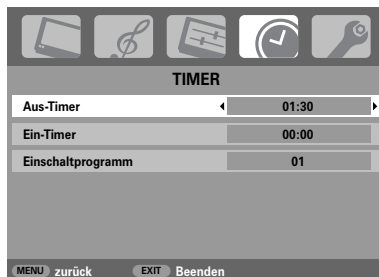 TIMER
Aus-Timer 01:30
Ein-Timer 00:00
Einschaltprogramm 01
MENU zurück EXIT Beenden